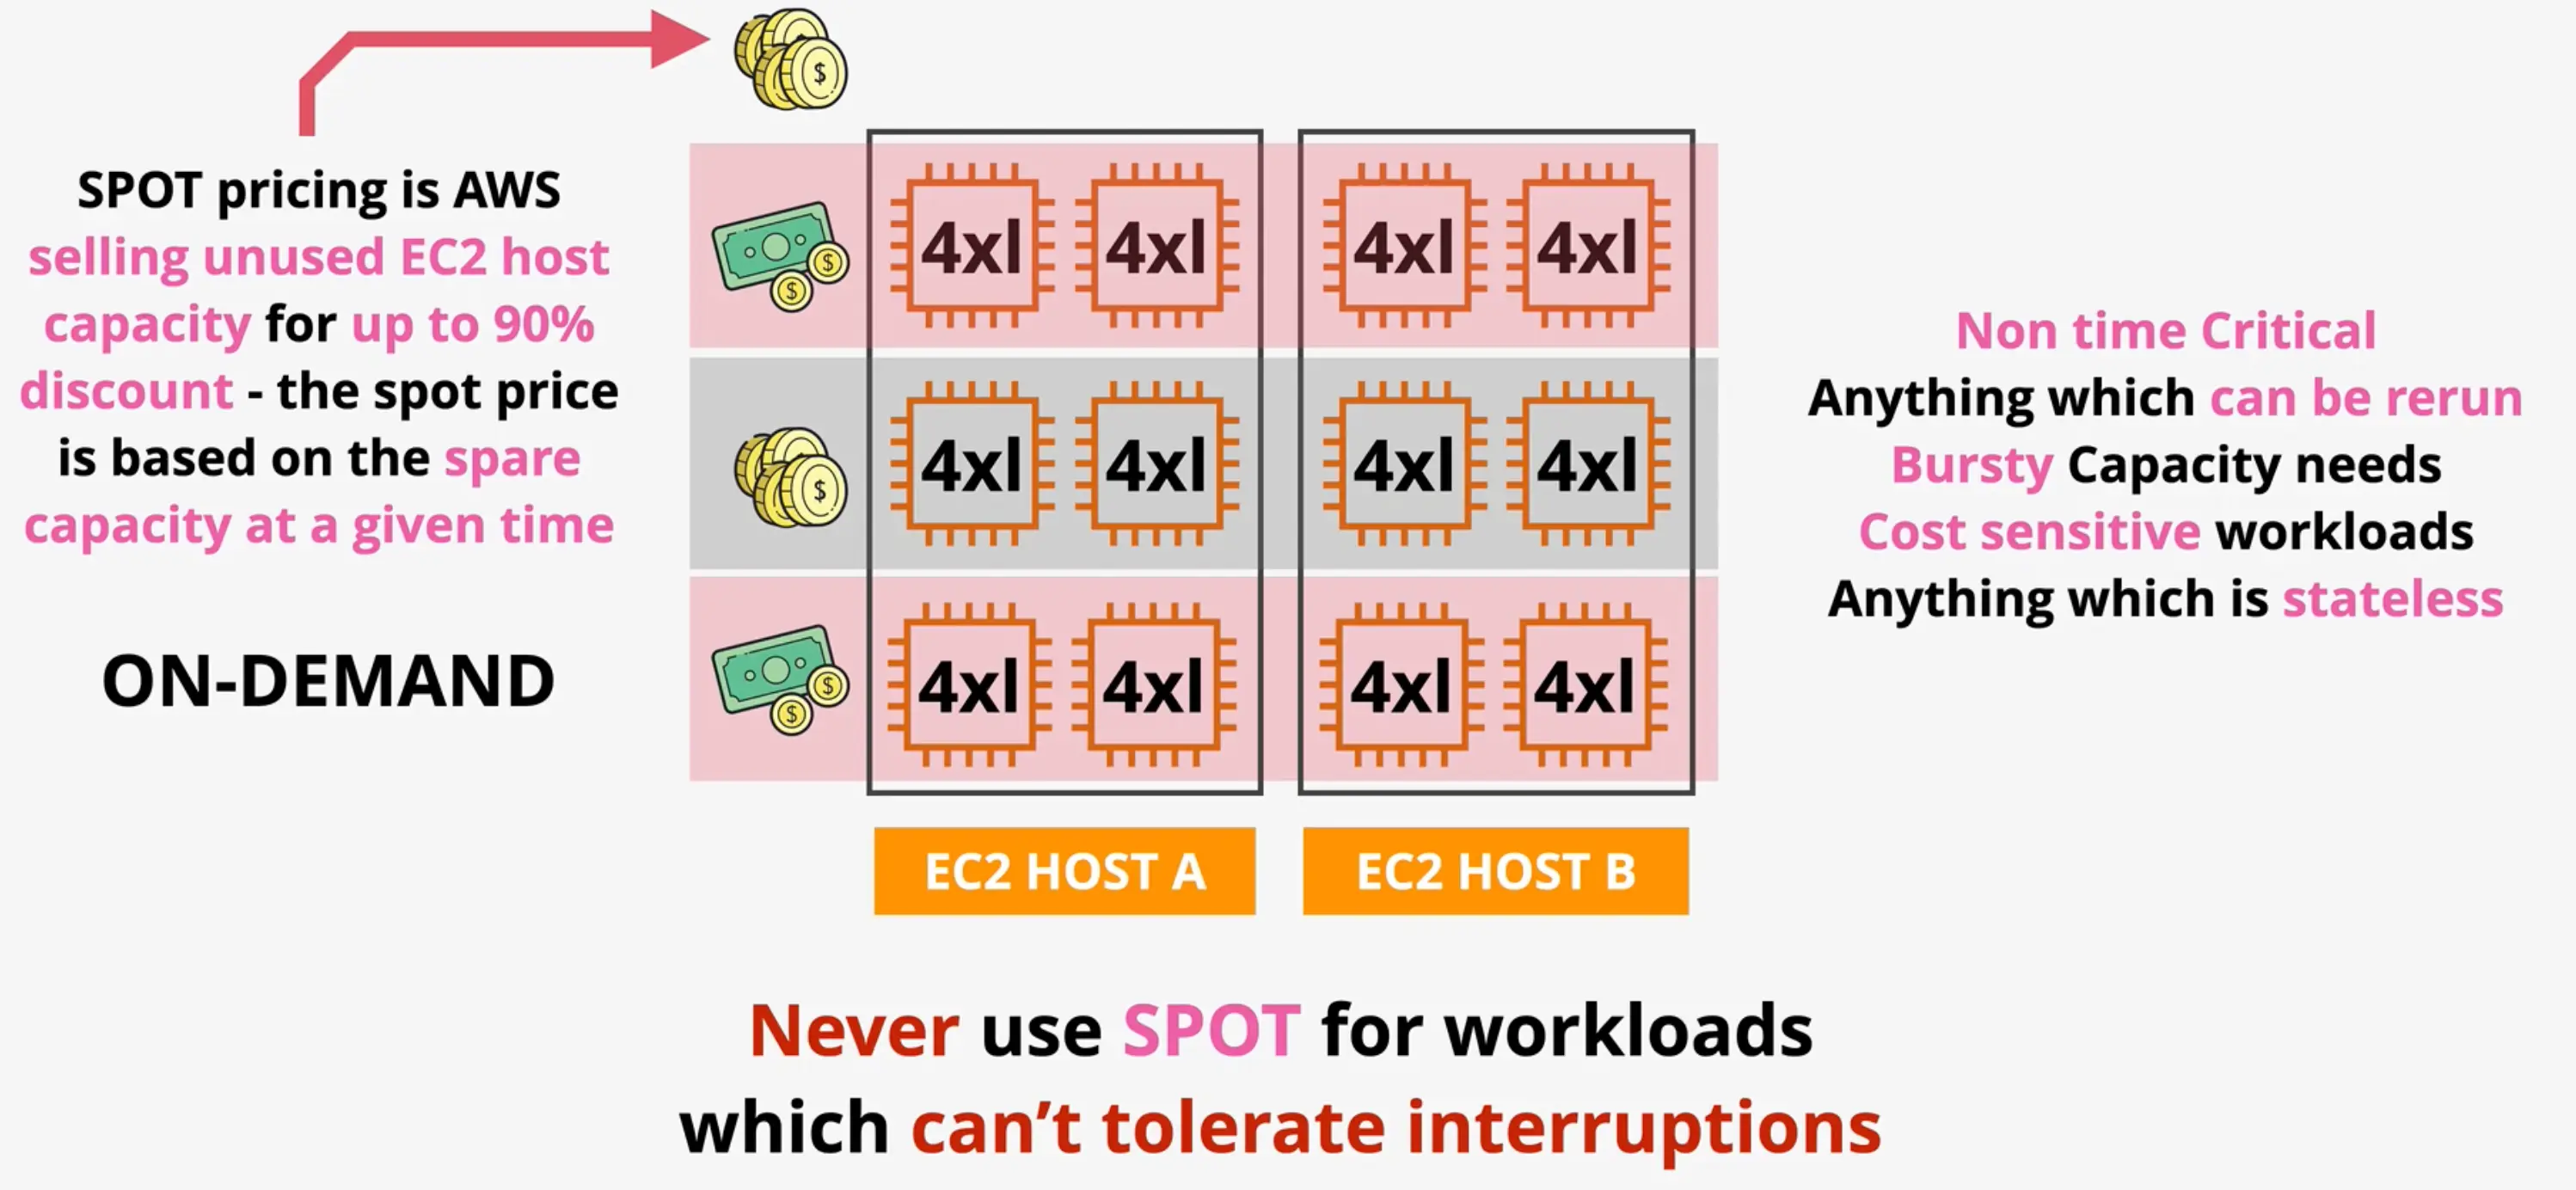 SPOT pricing is AWS
selling unused EC2 host
capacity for up to 90%
discount - the spot price
is based on the spare
capacity at a given time
ON-DEMAND
$
4xl 4xl 4xl 4xl
$
$
4xl 4xl 4xl 4xl
$
4xl 4xl 4xl 4xl
$
$
EC2 HOST A
EC2 HOST B
Non time Critical
Anything which can be rerun
Bursty Capacity needs
Cost sensitive workloads
Anything which is stateless
Never use SPOT for workloads
which can’t tolerate interruptions